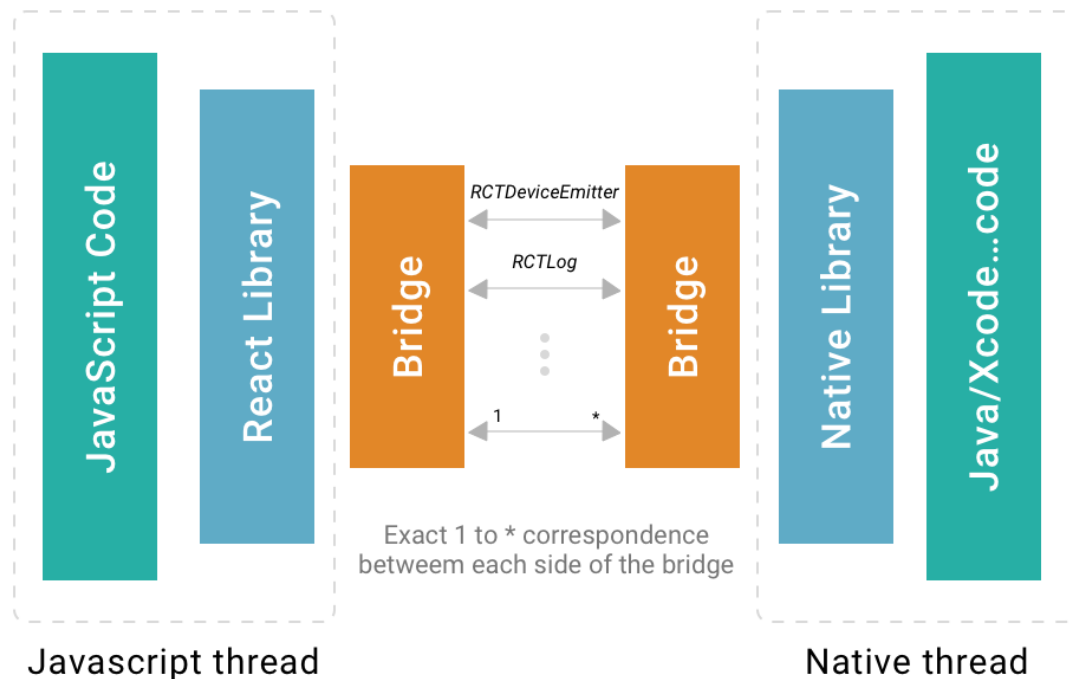 JavaScript Code
React Library
Bridge
RCTDeviceEmitter
RCTLog
1 *
Bridge
Native Library
Java/Xcode...code
Exact 1 to * correspondence
betweem each side of the bridge
Javascript thread
Native thread